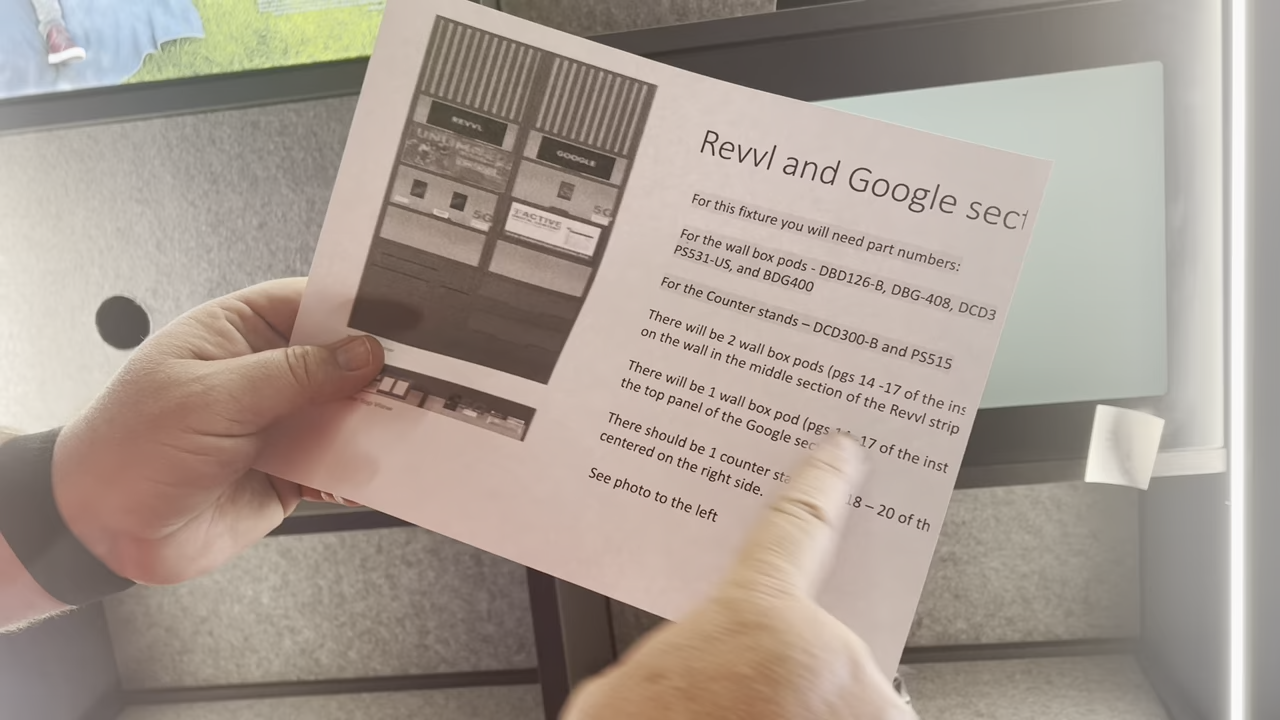 REVVL
GOOGLE
5G
5G
Revvl and Google sect
For this fixture you will need part numbers:
For the wall box pods - DBD126-B, DBG-408, DCD3
PS531-US, and BDG400
For the Counter stands – DCD300-B and PS515
There will be 2 wall box pods (pgs 14 -17 of the ins
on the wall in the middle section of the Revvl strip
There will be 1 wall box pod (pgs 14-17 of the inst
the top panel of the Google sec
There should be 1 counter sta 18 – 20 of th
centered on the right side.
See photo to the left